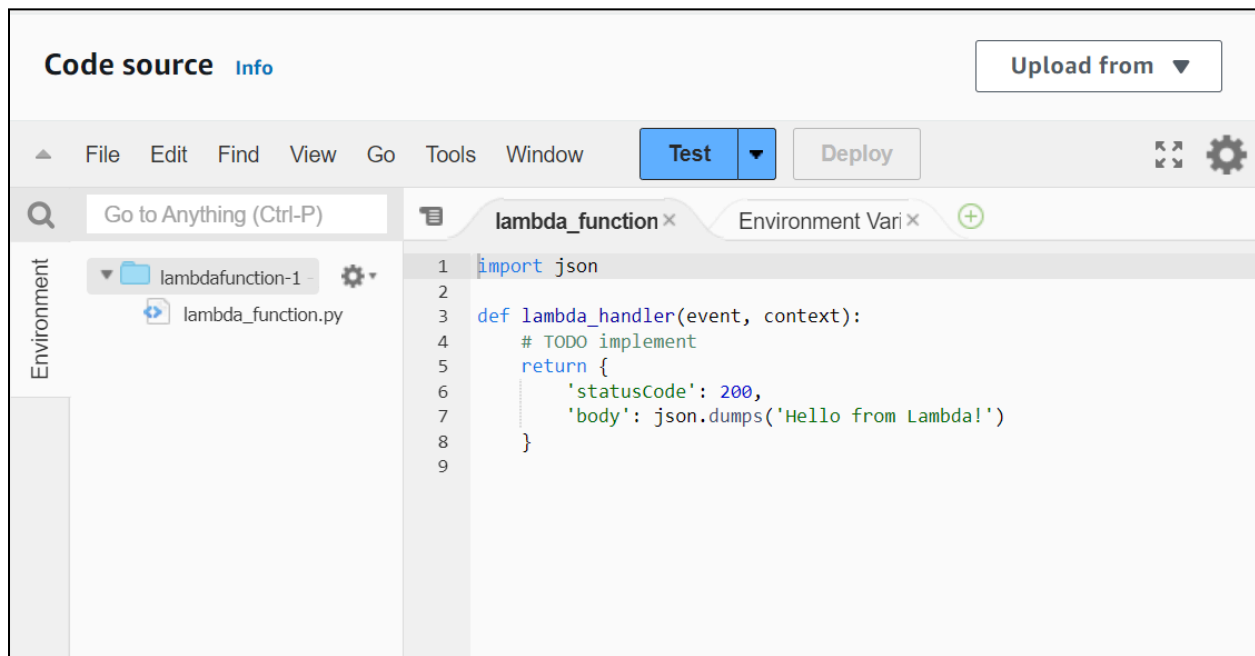 Code source Info
Upload from
File Edit Find View Go Tools Window Test Deploy
Go to Anything (Ctrl-P)
lambda_function
Environment Vari
Environment
lambdafunction-1 -
lambda_function.py
1 import json
2
3 def lambda_handler(event, context):
4     # TODO implement
5     return {
6         'statusCode': 200,
7         'body': json.dumps('Hello from Lambda!')
8     }
9